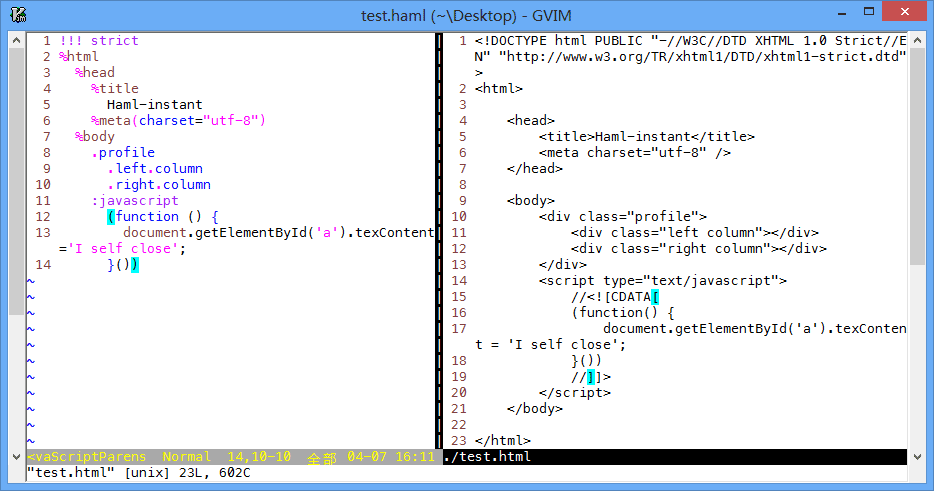 test.haml (~\Desktop) - GVIM
1 !!! strict
2 %html
3 %head
4 %title
5 Haml-instant
6 %meta(charset="utf-8")
7 %body
8 .profile
9 .left.column
10 .right.column
11 :javascript
12 (function () {
13 document.getElementById('a').texContent
='I self close';
14 }())
~
~
~
~
~
~
~
~
~
~
~
<vaScriptParens Normal 14,10-10 全部 04-07 16:11
1 <!DOCTYPE html PUBLIC "-//W3C//DTD XHTML 1.0 Strict//E
N" "http://www.w3.org/TR/xhtml1/DTD/xhtml1-strict.dtd"
>
2 <html>
3
4 <head>
5 <title>Haml-instant</title>
6 <meta charset="utf-8" />
7 </head>
8
9 <body>
10 <div class="profile">
11 <div class="left column"></div>
12 <div class="right column"></div>
13 </div>
14 <script type="text/javascript">
15 //<![CDATA[
16 (function() {
17 document.getElementById('a').texConten
t = 'I self close';
18 }())
19 //]]>
20 </script>
21 </body>
22
23 </html>
./test.html
"test.html" [unix] 23L, 602C